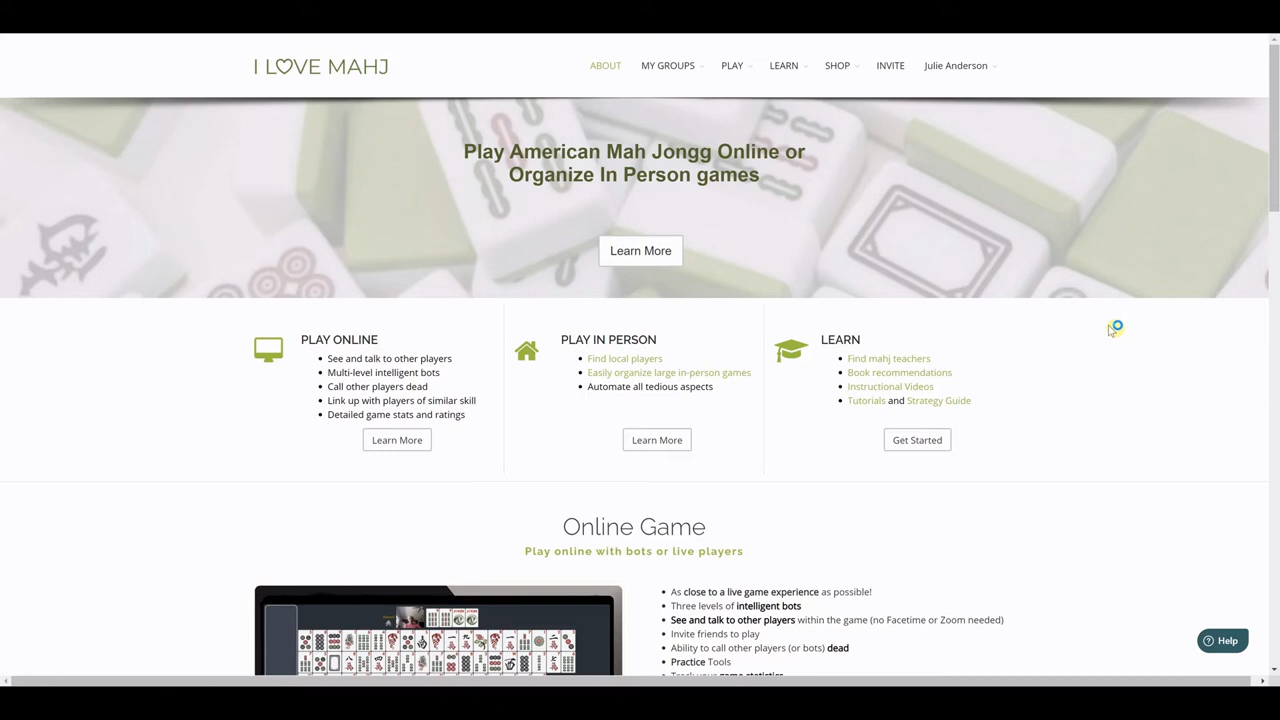 I LOVE MAHJ
ABOUT
MY GROUPS
PLAY
LEARN
SHOP
INVITE
Julie Anderson
Play American Mah Jongg Online or
Organize In Person games
Learn More
PLAY ONLINE
See and talk to other players
Multi-level intelligent bots
Call other players dead
Link up with players of similar skill
Detailed game stats and ratings
Learn More
PLAY IN PERSON
Find local players
Easily organize large in-person games
Automate all tedious aspects
Learn More
LEARN
Find mahj teachers
Book recommendations
Instructional Videos
Tutorials and Strategy Guide
Get Started
Online Game
Play online with bots or live players
As close to a live game experience as possible!
Three levels of intelligent bots
See and talk to other players within the game (no Facetime or Zoom needed)
Invite friends to play
Ability to call other players (or bots) dead
Practice Tools
Track your game statistics
Help